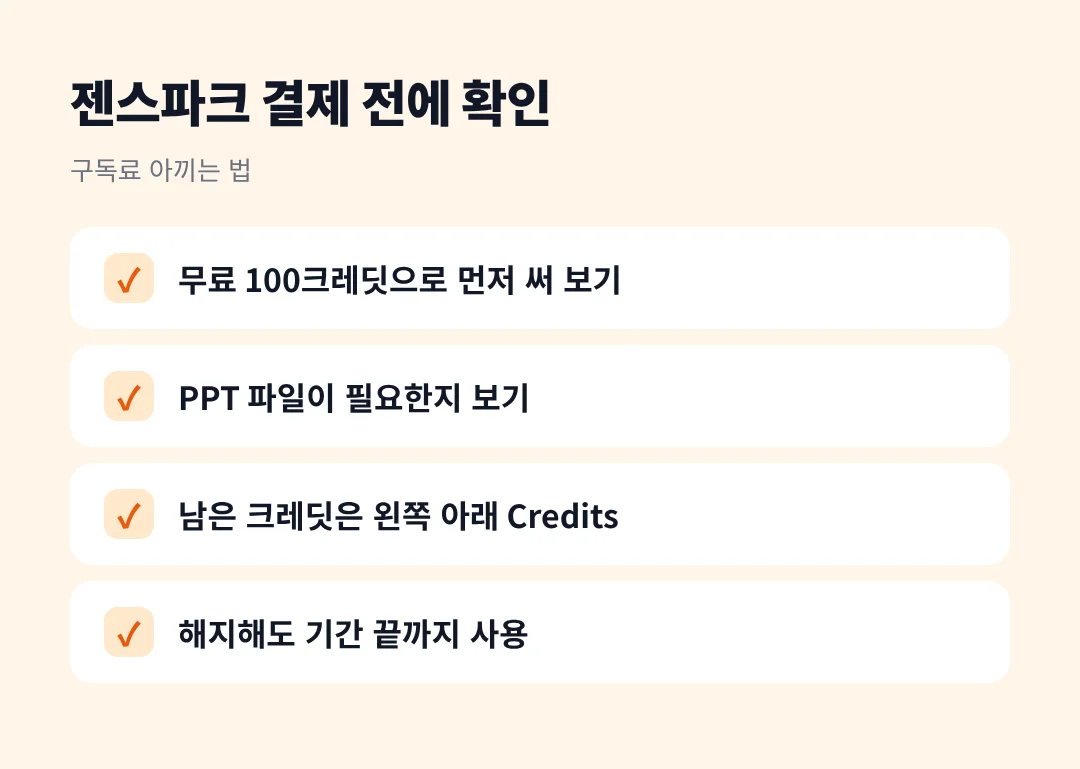 젠스파크 결제 전에 확인
구독료 아끼는 법
✓ 무료 100크레딧으로 먼저 써 보기
✓ PPT 파일이 필요한지 보기
✓ 남은 크레딧은 왼쪽 아래 Credits
✓ 해지해도 기간 끝까지 사용